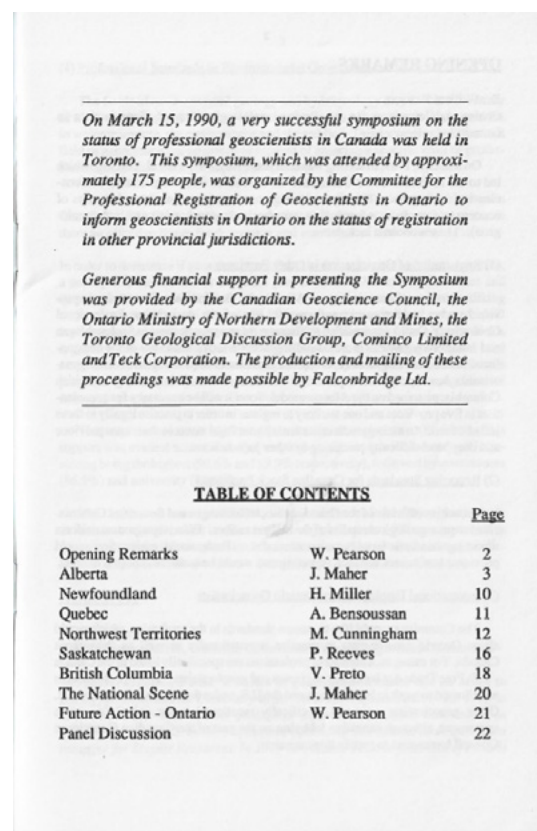 On March 15, 1990, a very successful symposium on the
status of professional geoscientists in Canada was held in
Toronto. This symposium, which was attended by approxi-
mately 175 people, was organized by the Committee for the
Professional Registration of Geoscientists in Ontario to
inform geoscientists in Ontario on the status of registration
in other provincial jurisdictions.
Generous financial support in presenting the Symposium
was provided by the Canadian Geoscience Council, the
Ontario Ministry of Northern Development and Mines, the
Toronto Geological Discussion Group, Cominco Limited
and Teck Corporation. The production and mailing of these
proceedings was made possible by Falconbridge Ltd.
TABLE OF CONTENTS
Page
Opening Remarks W. Pearson 2
Alberta J. Maher 3
Newfoundland H. Miller 10
Quebec A. Bensoussan 11
Northwest Territories M. Cunningham 12
Saskatchewan P. Reeves 16
British Columbia V. Preto 18
The National Scene J. Maher 20
Future Action - Ontario W. Pearson 21
Panel Discussion 22